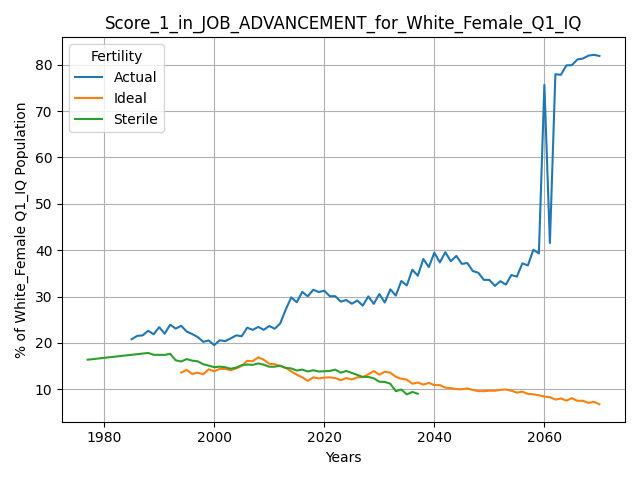 Score_1_in_JOB_ADVANCEMENT_for_White_Female_Q1_IQ
Fertility
Actual
Ideal
Sterile
% of White_Female Q1_IQ Population
80
70
60
50
40
30
20
10
1980
2000
2020
2040
2060
Years